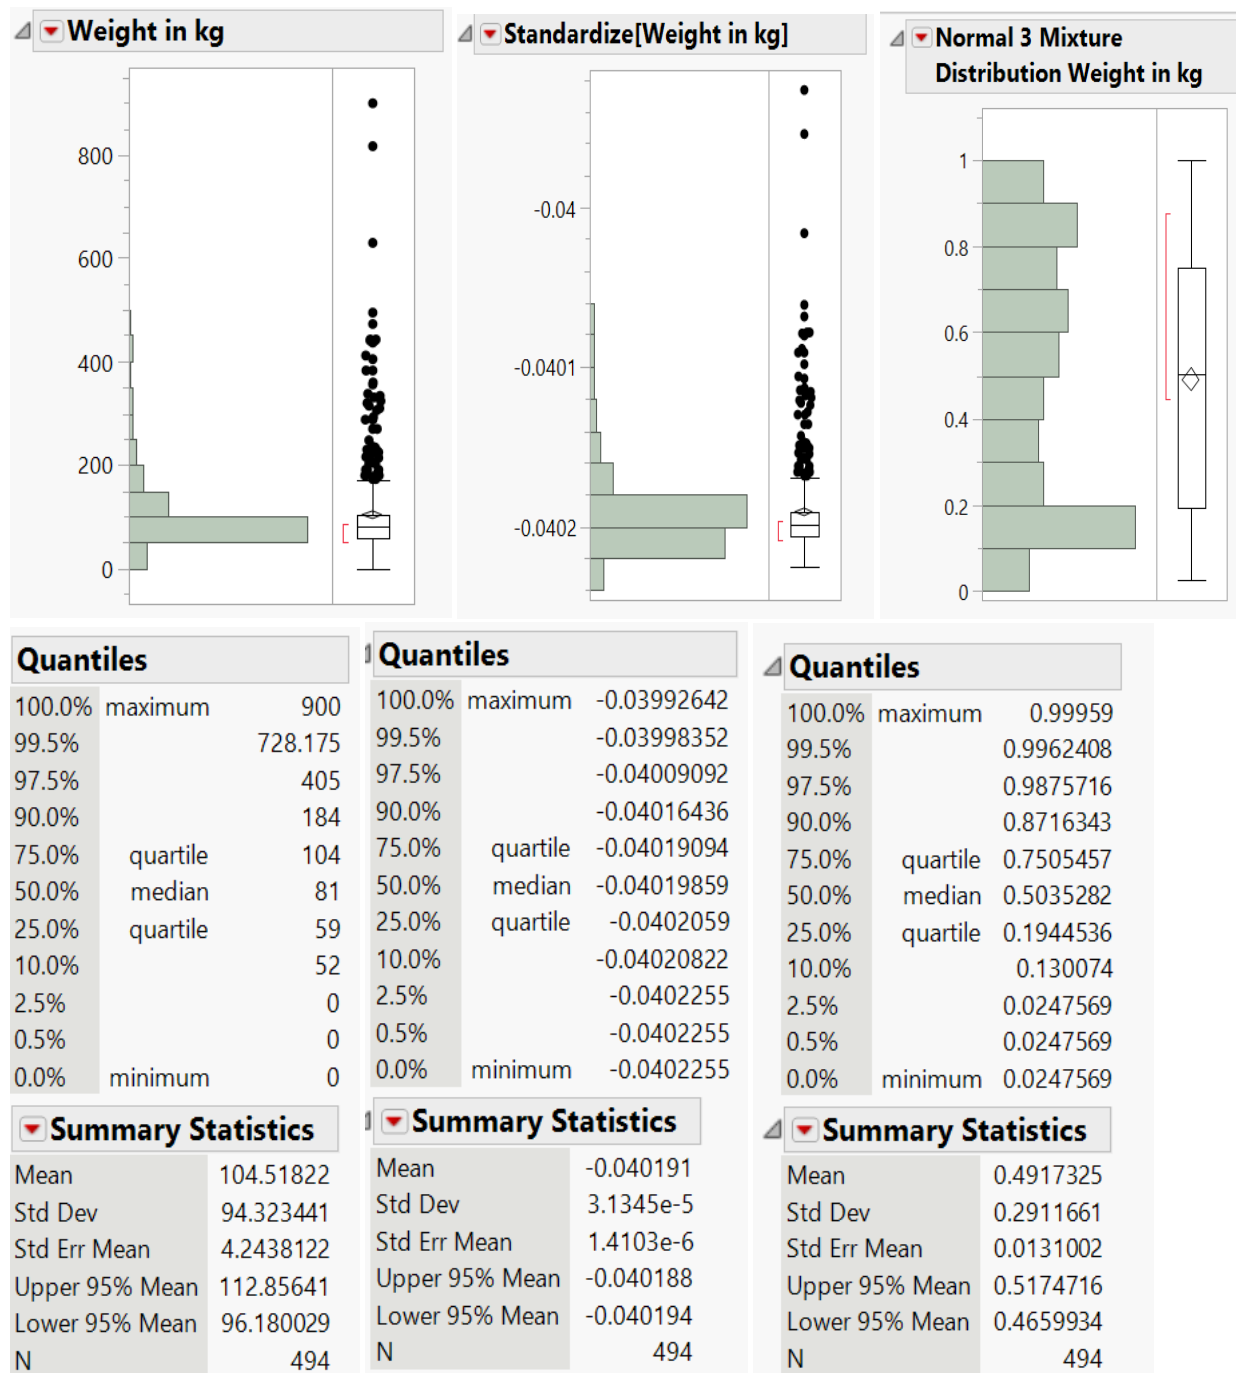 Weight in kg
800
600
400
200
0
Standardize[Weight in kg]
-0.04
-0.0401
-0.0402
Normal 3 Mixture
Distribution Weight in kg
1
0.8
0.6
0.4
0.2
0
Quantiles
100.0% maximum 900
99.5% 728.175
97.5% 405
90.0% 184
75.0% quartile 104
50.0% median 81
25.0% quartile 59
10.0% 52
2.5% 0
0.5% 0
0.0% minimum 0
Summary Statistics
Mean 104.51822
Std Dev 94.323441
Std Err Mean 4.2438122
Upper 95% Mean 112.85641
Lower 95% Mean 96.180029
N 494
Quantiles
100.0% maximum -0.03992642
99.5% -0.03998352
97.5% -0.04009092
90.0% -0.04016436
75.0% quartile -0.04019094
50.0% median -0.04019859
25.0% quartile -0.0402059
10.0% -0.04020822
2.5% -0.0402255
0.5% -0.0402255
0.0% minimum -0.0402255
Summary Statistics
Mean -0.040191
Std Dev 3.1345e-5
Std Err Mean 1.4103e-6
Upper 95% Mean -0.040188
Lower 95% Mean -0.040194
N 494
Quantiles
100.0% maximum 0.99959
99.5% 0.9962408
97.5% 0.9875716
90.0% 0.8716343
75.0% quartile 0.7505457
50.0% median 0.5035282
25.0% quartile 0.1944536
10.0% 0.130074
2.5% 0.0247569
0.5% 0.0247569
0.0% minimum 0.0247569
Summary Statistics
Mean 0.4917325
Std Dev 0.2911661
Std Err Mean 0.0131002
Upper 95% Mean 0.5174716
Lower 95% Mean 0.4659934
N 494